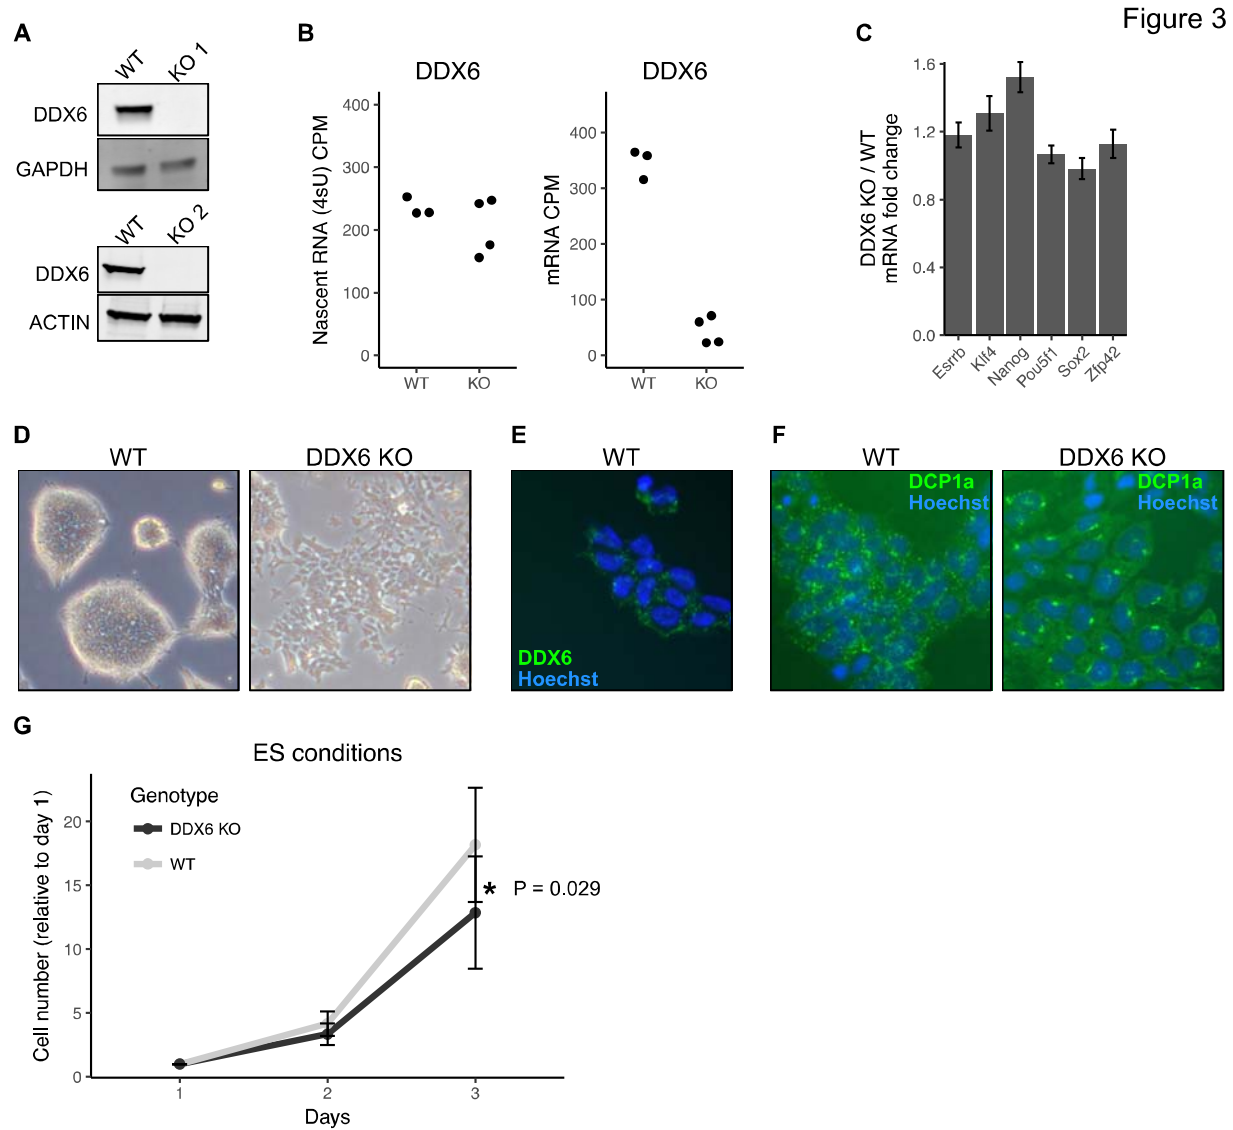 Figure 3
A
WT
KO 1
DDX6
GAPDH
WT
KO 2
DDX6
ACTIN
B
DDX6
Nascent RNA (4sU) CPM
400
300
200
100
0
WT
KO
DDX6
mRNA CPM
400
300
200
100
0
WT
KO
C
DDX6 KO / WT
mRNA fold change
1.6
1.2
0.8
0.4
0.0
Esrrb
Klf4
Nanog
Pou5f1
Sox2
Zfp42
D
WT
DDX6 KO
E
WT
DDX6
Hoechst
F
WT
DCP1a
Hoechst
DDX6 KO
DCP1a
Hoechst
G
ES conditions
Cell number (relative to day 1)
20
15
10
5
0
Genotype
DDX6 KO
WT
* P = 0.029
1
2
3
Days